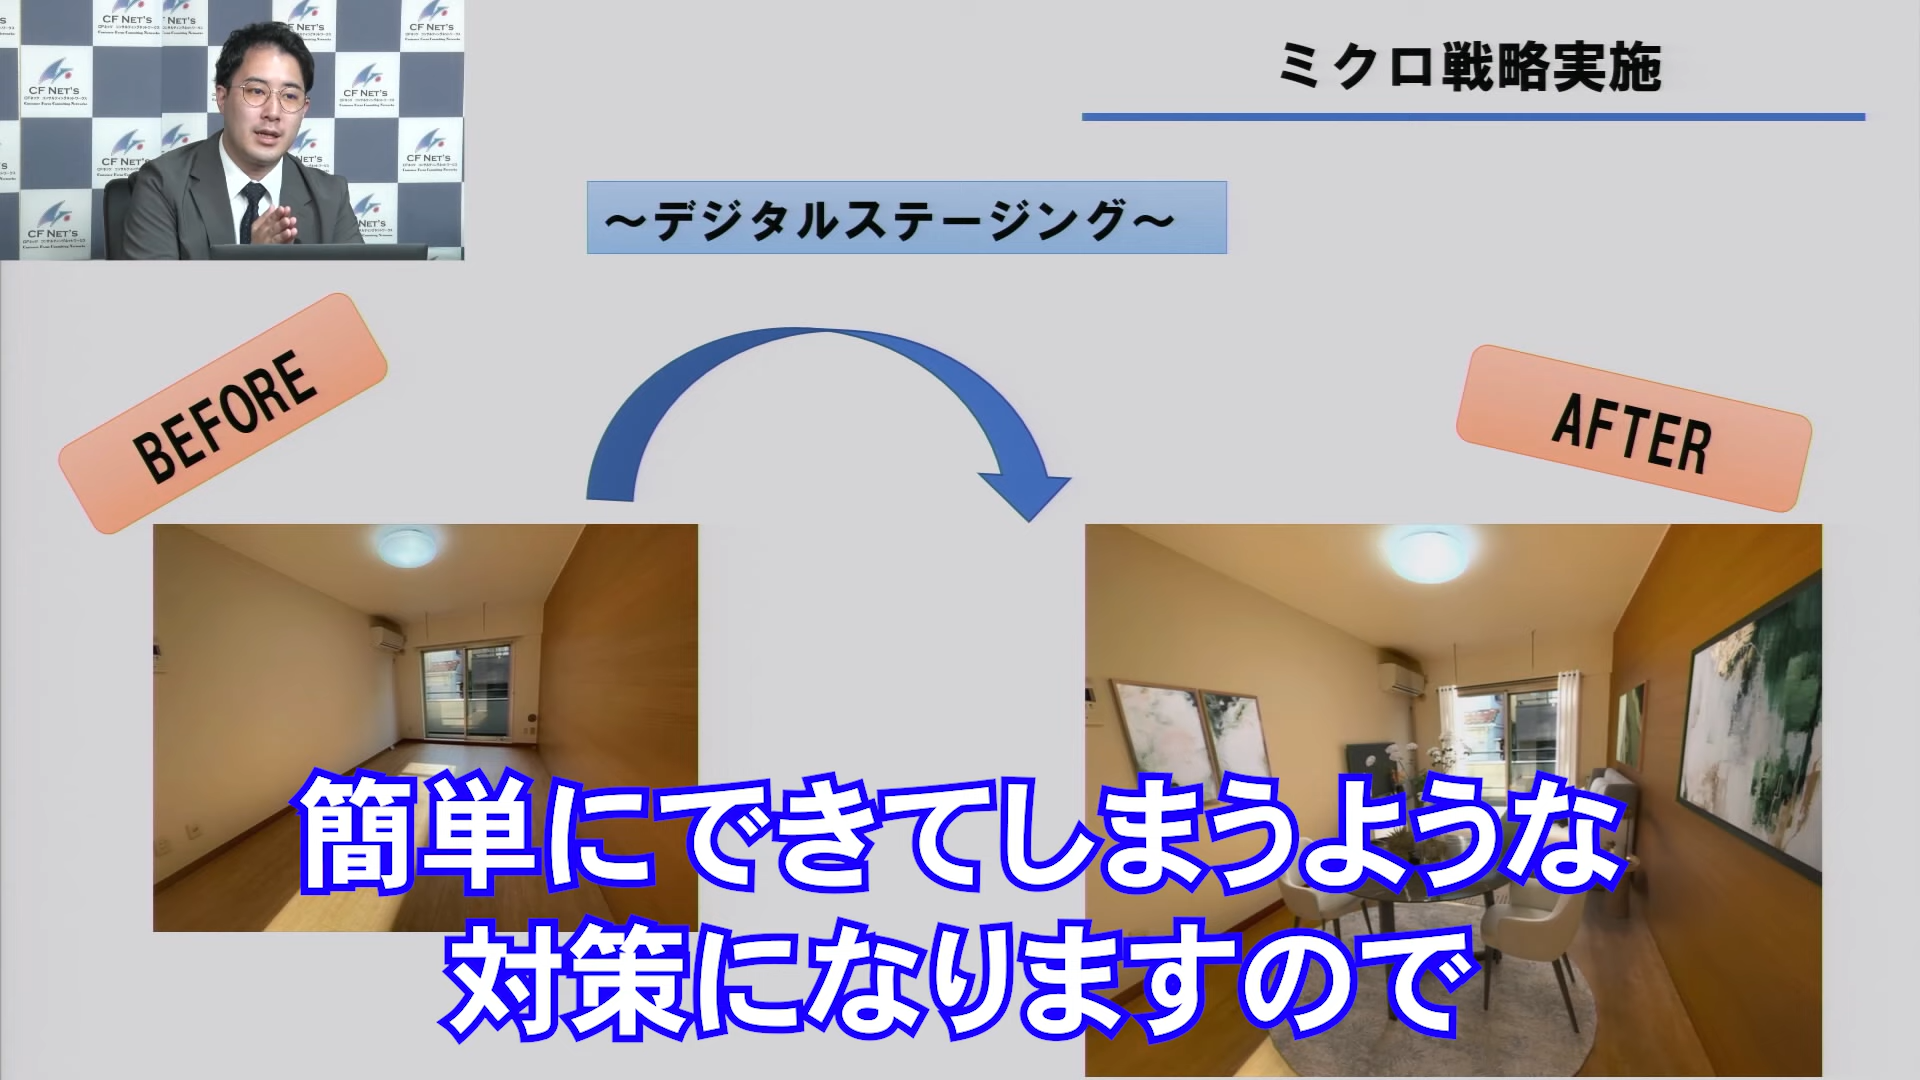 CF NET'S
ミクロ戦略実施
～デジタルステージング～
BEFORE
AFTER
簡単にできてしまうような
対策になりますので